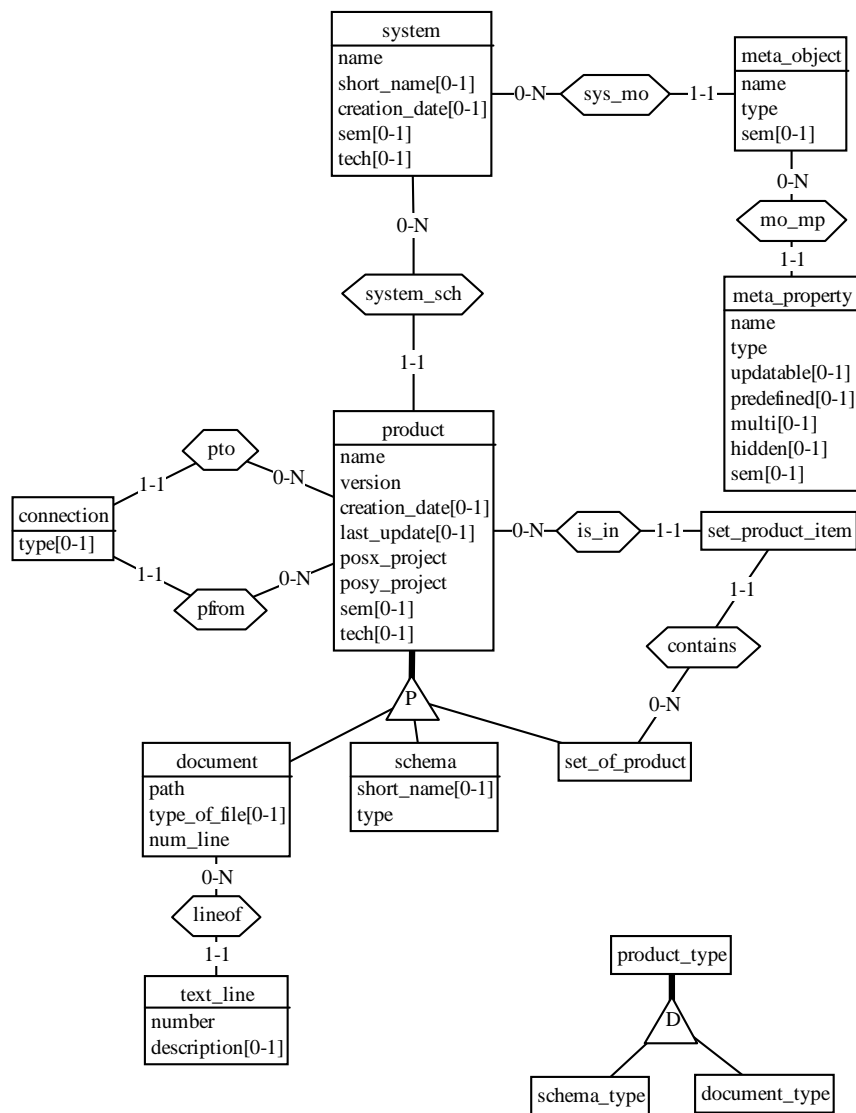 system
name
short_name[0-1]
creation_date[0-1]
sem[0-1]
tech[0-1]
0-N
sys_mo
1-1
meta_object
name
type
sem[0-1]
0-N
mo_mp
1-1
meta_property
name
type
updatable[0-1]
predefined[0-1]
multi[0-1]
hidden[0-1]
sem[0-1]
0-N
system_sch
1-1
product
name
version
creation_date[0-1]
last_update[0-1]
posx_project
posy_project
sem[0-1]
tech[0-1]
pto
1-1
0-N
connection
type[0-1]
1-1
0-N
pfrom
0-N
is_in
1-1
set_product_item
1-1
contains
0-N
P
document
path
type_of_file[0-1]
num_line
schema
short_name[0-1]
type
set_of_product
0-N
lineof
1-1
text_line
number
description[0-1]
product_type
D
schema_type
document_type